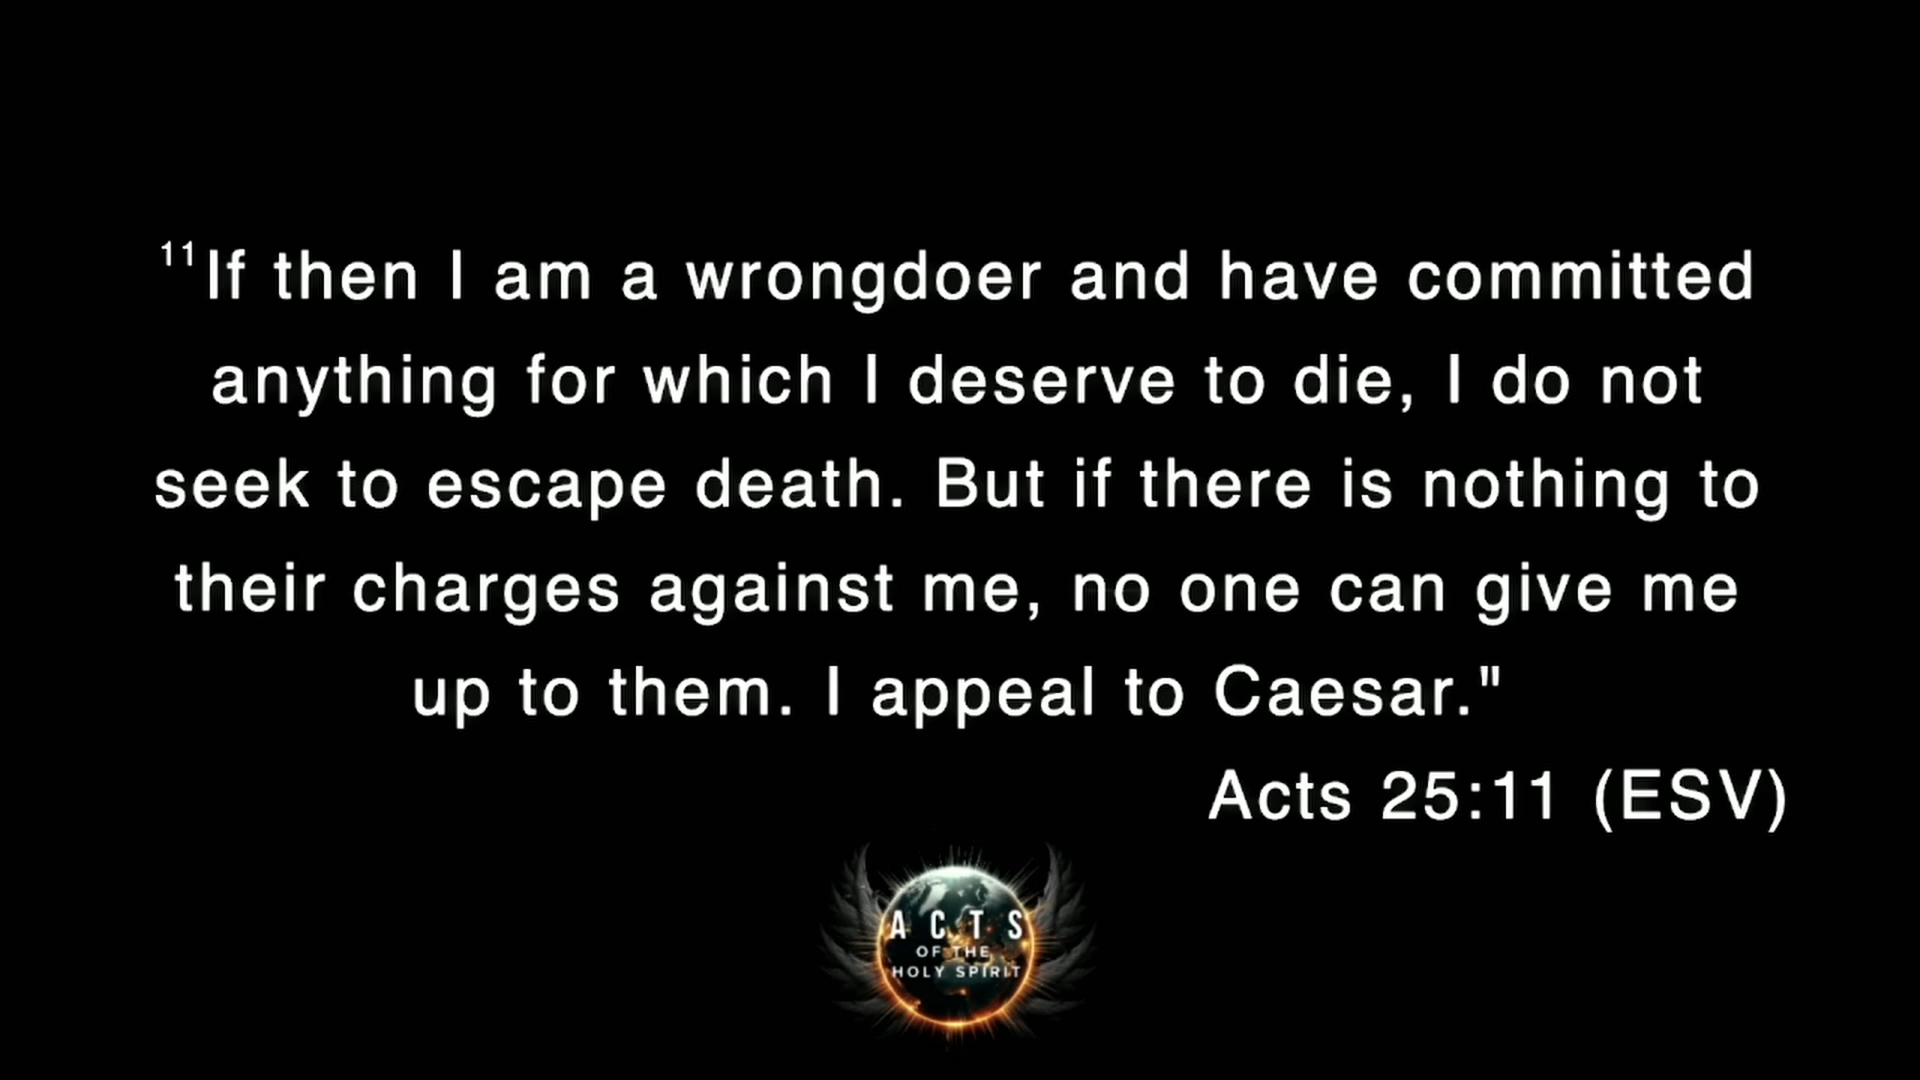 11If then I am a wrongdoer and have committed
anything for which I deserve to die, I do not
seek to escape death. But if there is nothing to
their charges against me, no one can give me
up to them. I appeal to Caesar."
Acts 25:11 (ESV)
ACTS
OF THE
HOLY SPIRIT